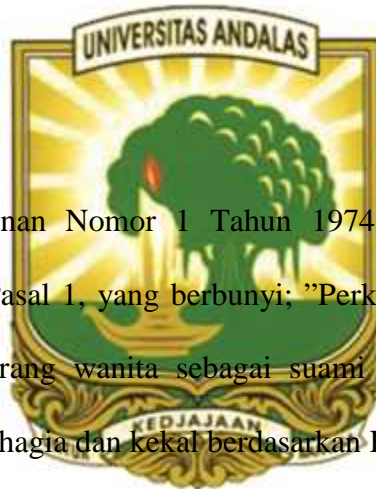 UNIVERSITAS ANDALAS
nan Nomor 1 Tahun 1974
asal 1, yang berbunyi; ”Perk
rang wanita sebagai suami
KEDJAJAAN
hagia dan kekal berdasarkan